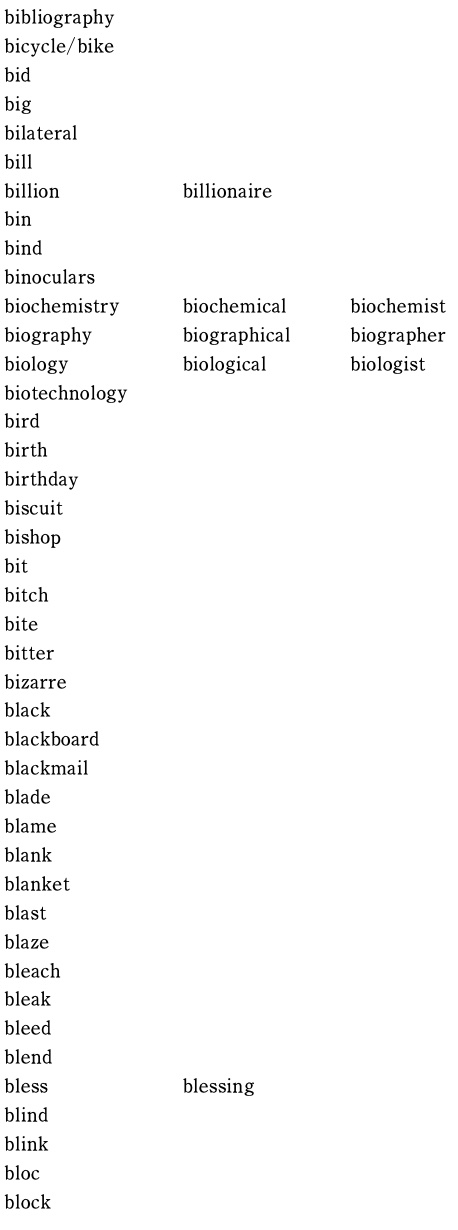 bibliography
bicycle/bike
bid
big
bilateral
bill
billion billionaire
bin
bind
binoculars
biochemistry biochemical biochemist
biography biographical biographer
biology biological biologist
biotechnology
bird
birth
birthday
biscuit
bishop
bit
bitch
bite
bitter
bizarre
black
blackboard
blackmail
blade
blame
blank
blanket
blast
blaze
bleach
bleak
bleed
blend
bless blessing
blind
blink
bloc
block